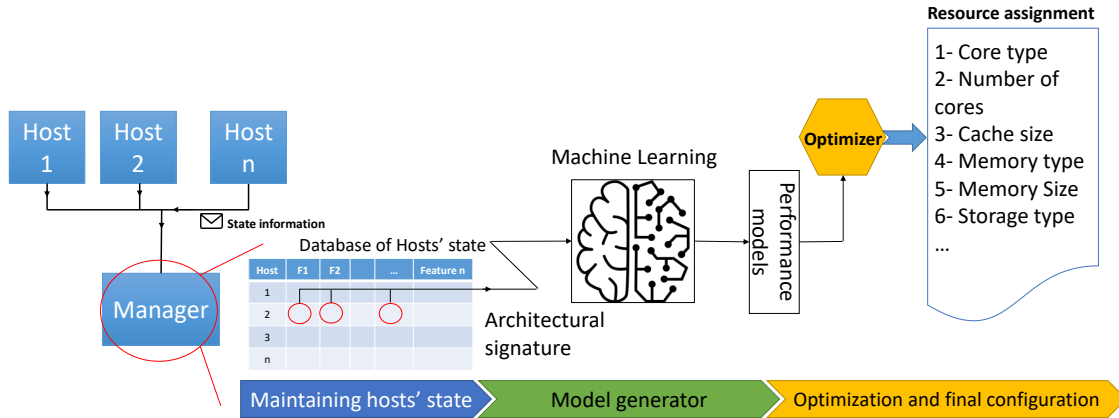 Resource assignment
1- Core type
2- Number of
cores
3- Cache size
4- Memory type
5- Memory Size
6- Storage type
...
Host
1
Host
2
Host
n
State information
Manager
Database of Hosts' state
Host F1 F2 ... Feature n
1
2
3
n
Architectural
signature
Machine Learning
Performance
models
Optimizer
Maintaining hosts' state
Model generator
Optimization and final configuration